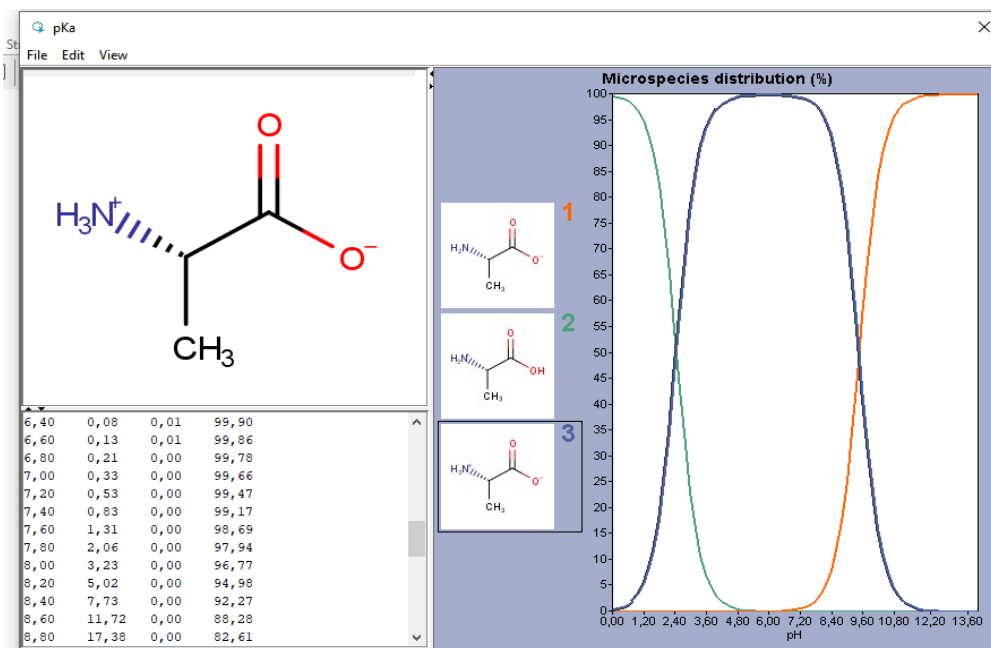 pKa
St
File Edit View
O
H₃N⁺
O⁻
CH₃
6,40 0,08 0,01 99,90
6,60 0,13 0,01 99,86
6,80 0,21 0,00 99,78
7,00 0,33 0,00 99,66
7,20 0,53 0,00 99,47
7,40 0,83 0,00 99,17
7,60 1,31 0,00 98,69
7,80 2,06 0,00 97,94
8,00 3,23 0,00 96,77
8,20 5,02 0,00 94,98
8,40 7,73 0,00 92,27
8,60 11,72 0,00 88,28
8,80 17,38 0,00 82,61
1
O
H₂N
O⁻
CH₃
2
O
H₃N⁺
OH
CH₃
3
O
H₃N⁺
O⁻
CH₃
Microspecies distribution (%)
100
95
90
85
80
75
70
65
60
55
50
45
40
35
30
25
20
15
10
5
0
0,00 1,20 2,40 3,60 4,80 6,00 7,20 8,40 9,60 10,80 12,20 13,60
pH